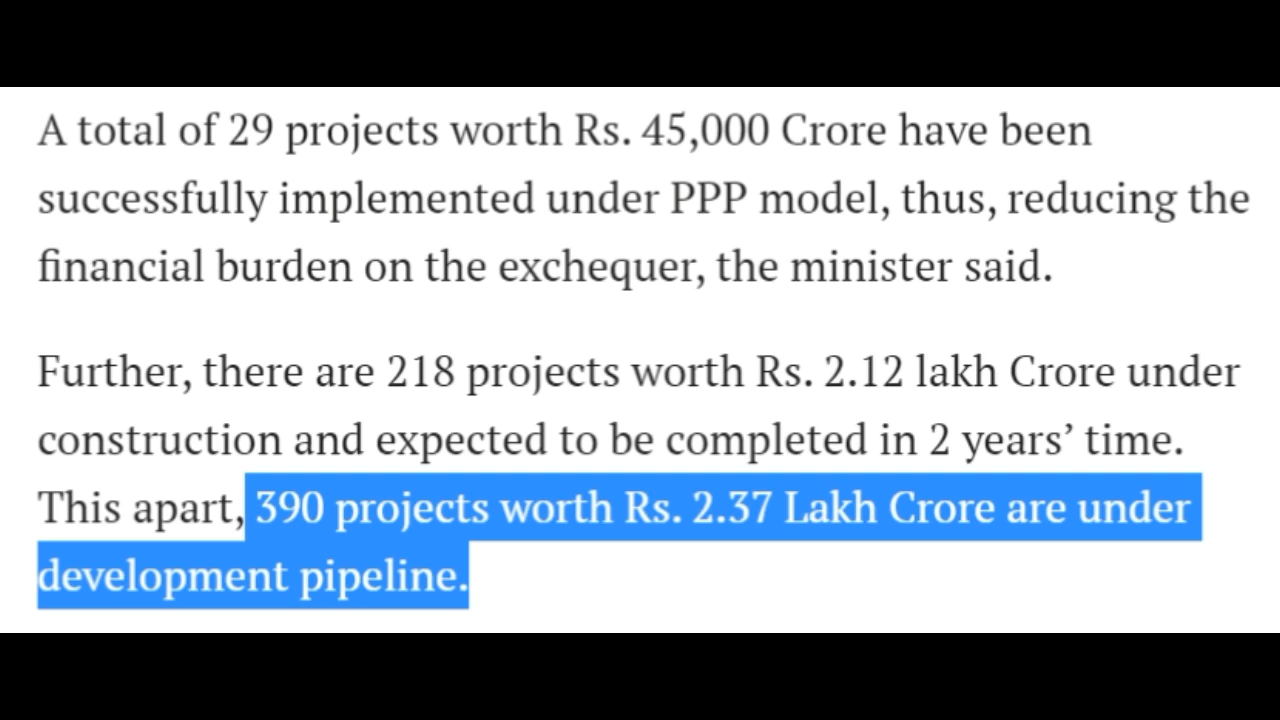 A total of 29 projects worth Rs. 45,000 Crore have been
successfully implemented under PPP model, thus, reducing the
financial burden on the exchequer, the minister said.
Further, there are 218 projects worth Rs. 2.12 lakh Crore under
construction and expected to be completed in 2 years’ time.
This apart, 390 projects worth Rs. 2.37 Lakh Crore are under
development pipeline.